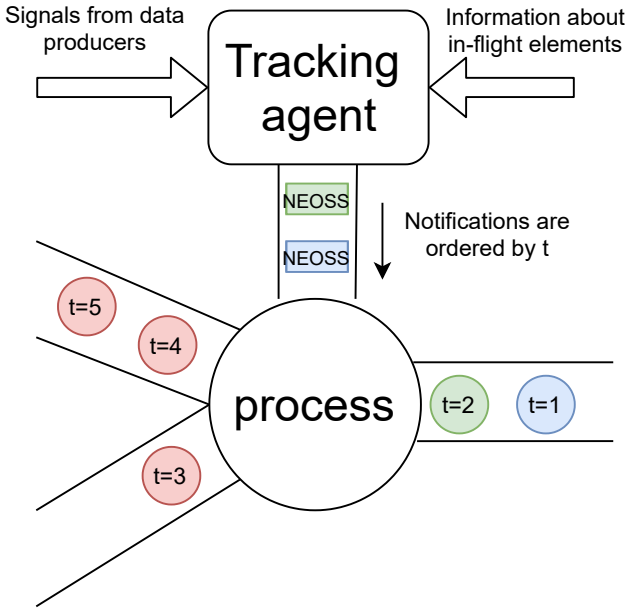 Signals from data
producers
Information about
in-flight elements
Tracking
agent
NEOSS
NEOSS
Notifications are
ordered by t
t=5
t=4
process
t=2
t=1
t=3